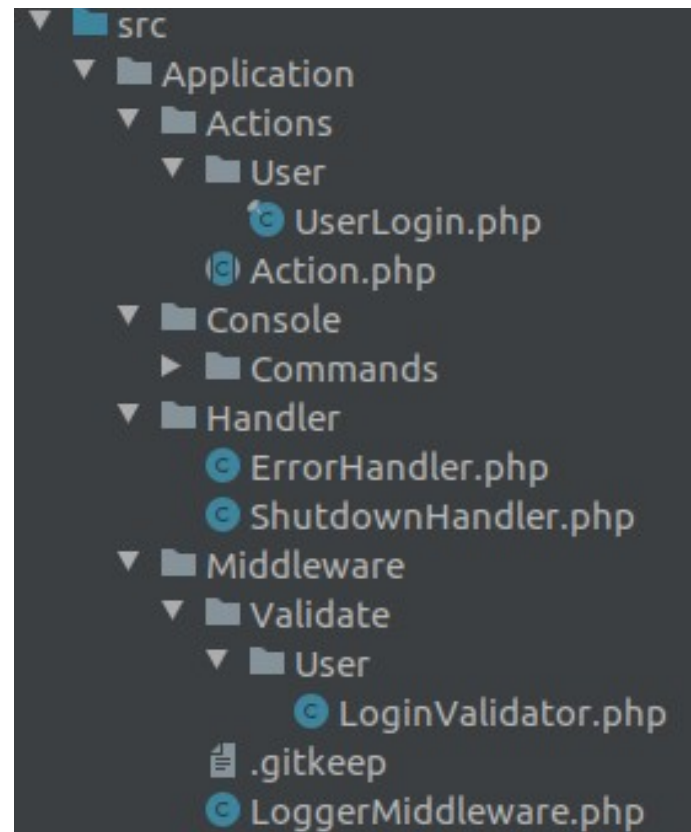 src
Application
Actions
User
UserLogin.php
Action.php
Console
Commands
Handler
ErrorHandler.php
ShutdownHandler.php
Middleware
Validate
User
LoginValidator.php
.gitkeep
LoggerMiddleware.php